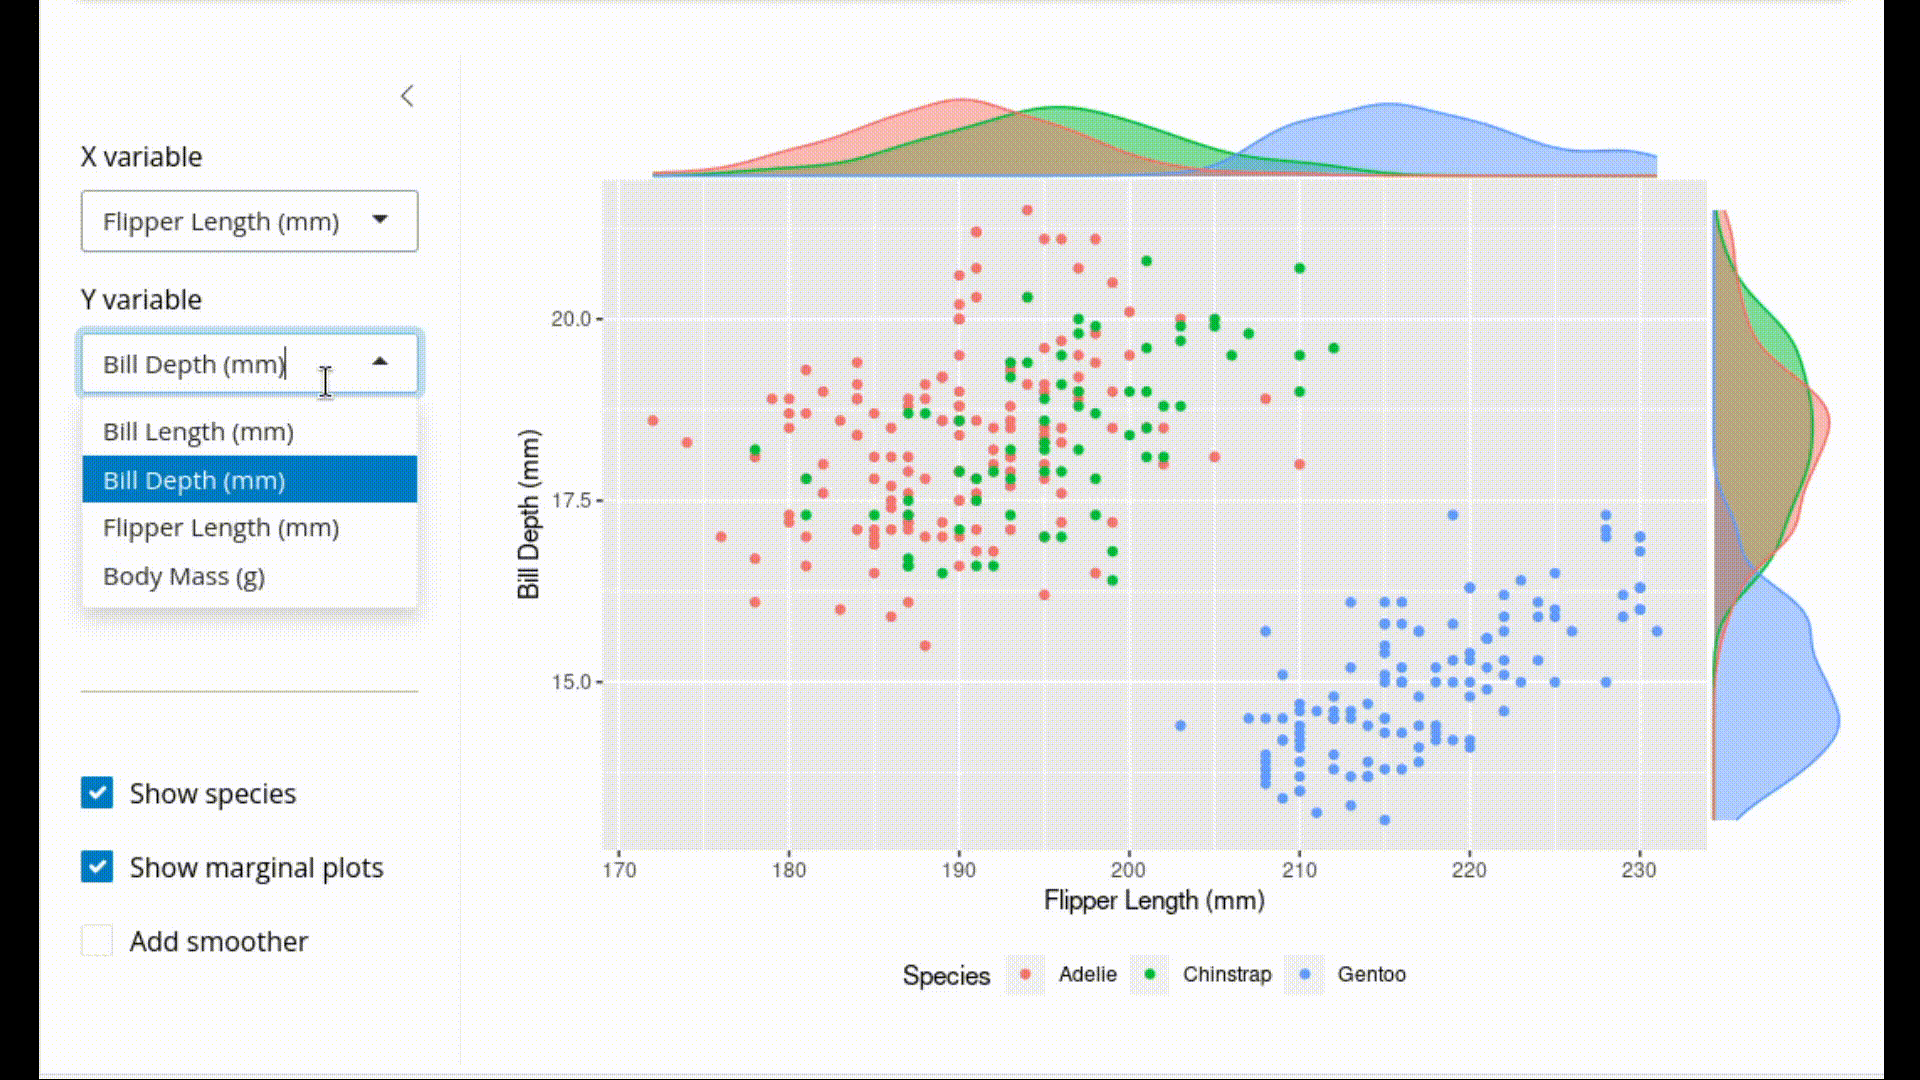 X variable
Flipper Length (mm)
Y variable
Bill Depth (mm)
Bill Length (mm)
Bill Depth (mm)
Flipper Length (mm)
Body Mass (g)
Show species
Show marginal plots
Add smoother
Bill Depth (mm)
20.0
17.5
15.0
170 180 190 200 210 220 230
Flipper Length (mm)
Species Adelie Chinstrap Gentoo